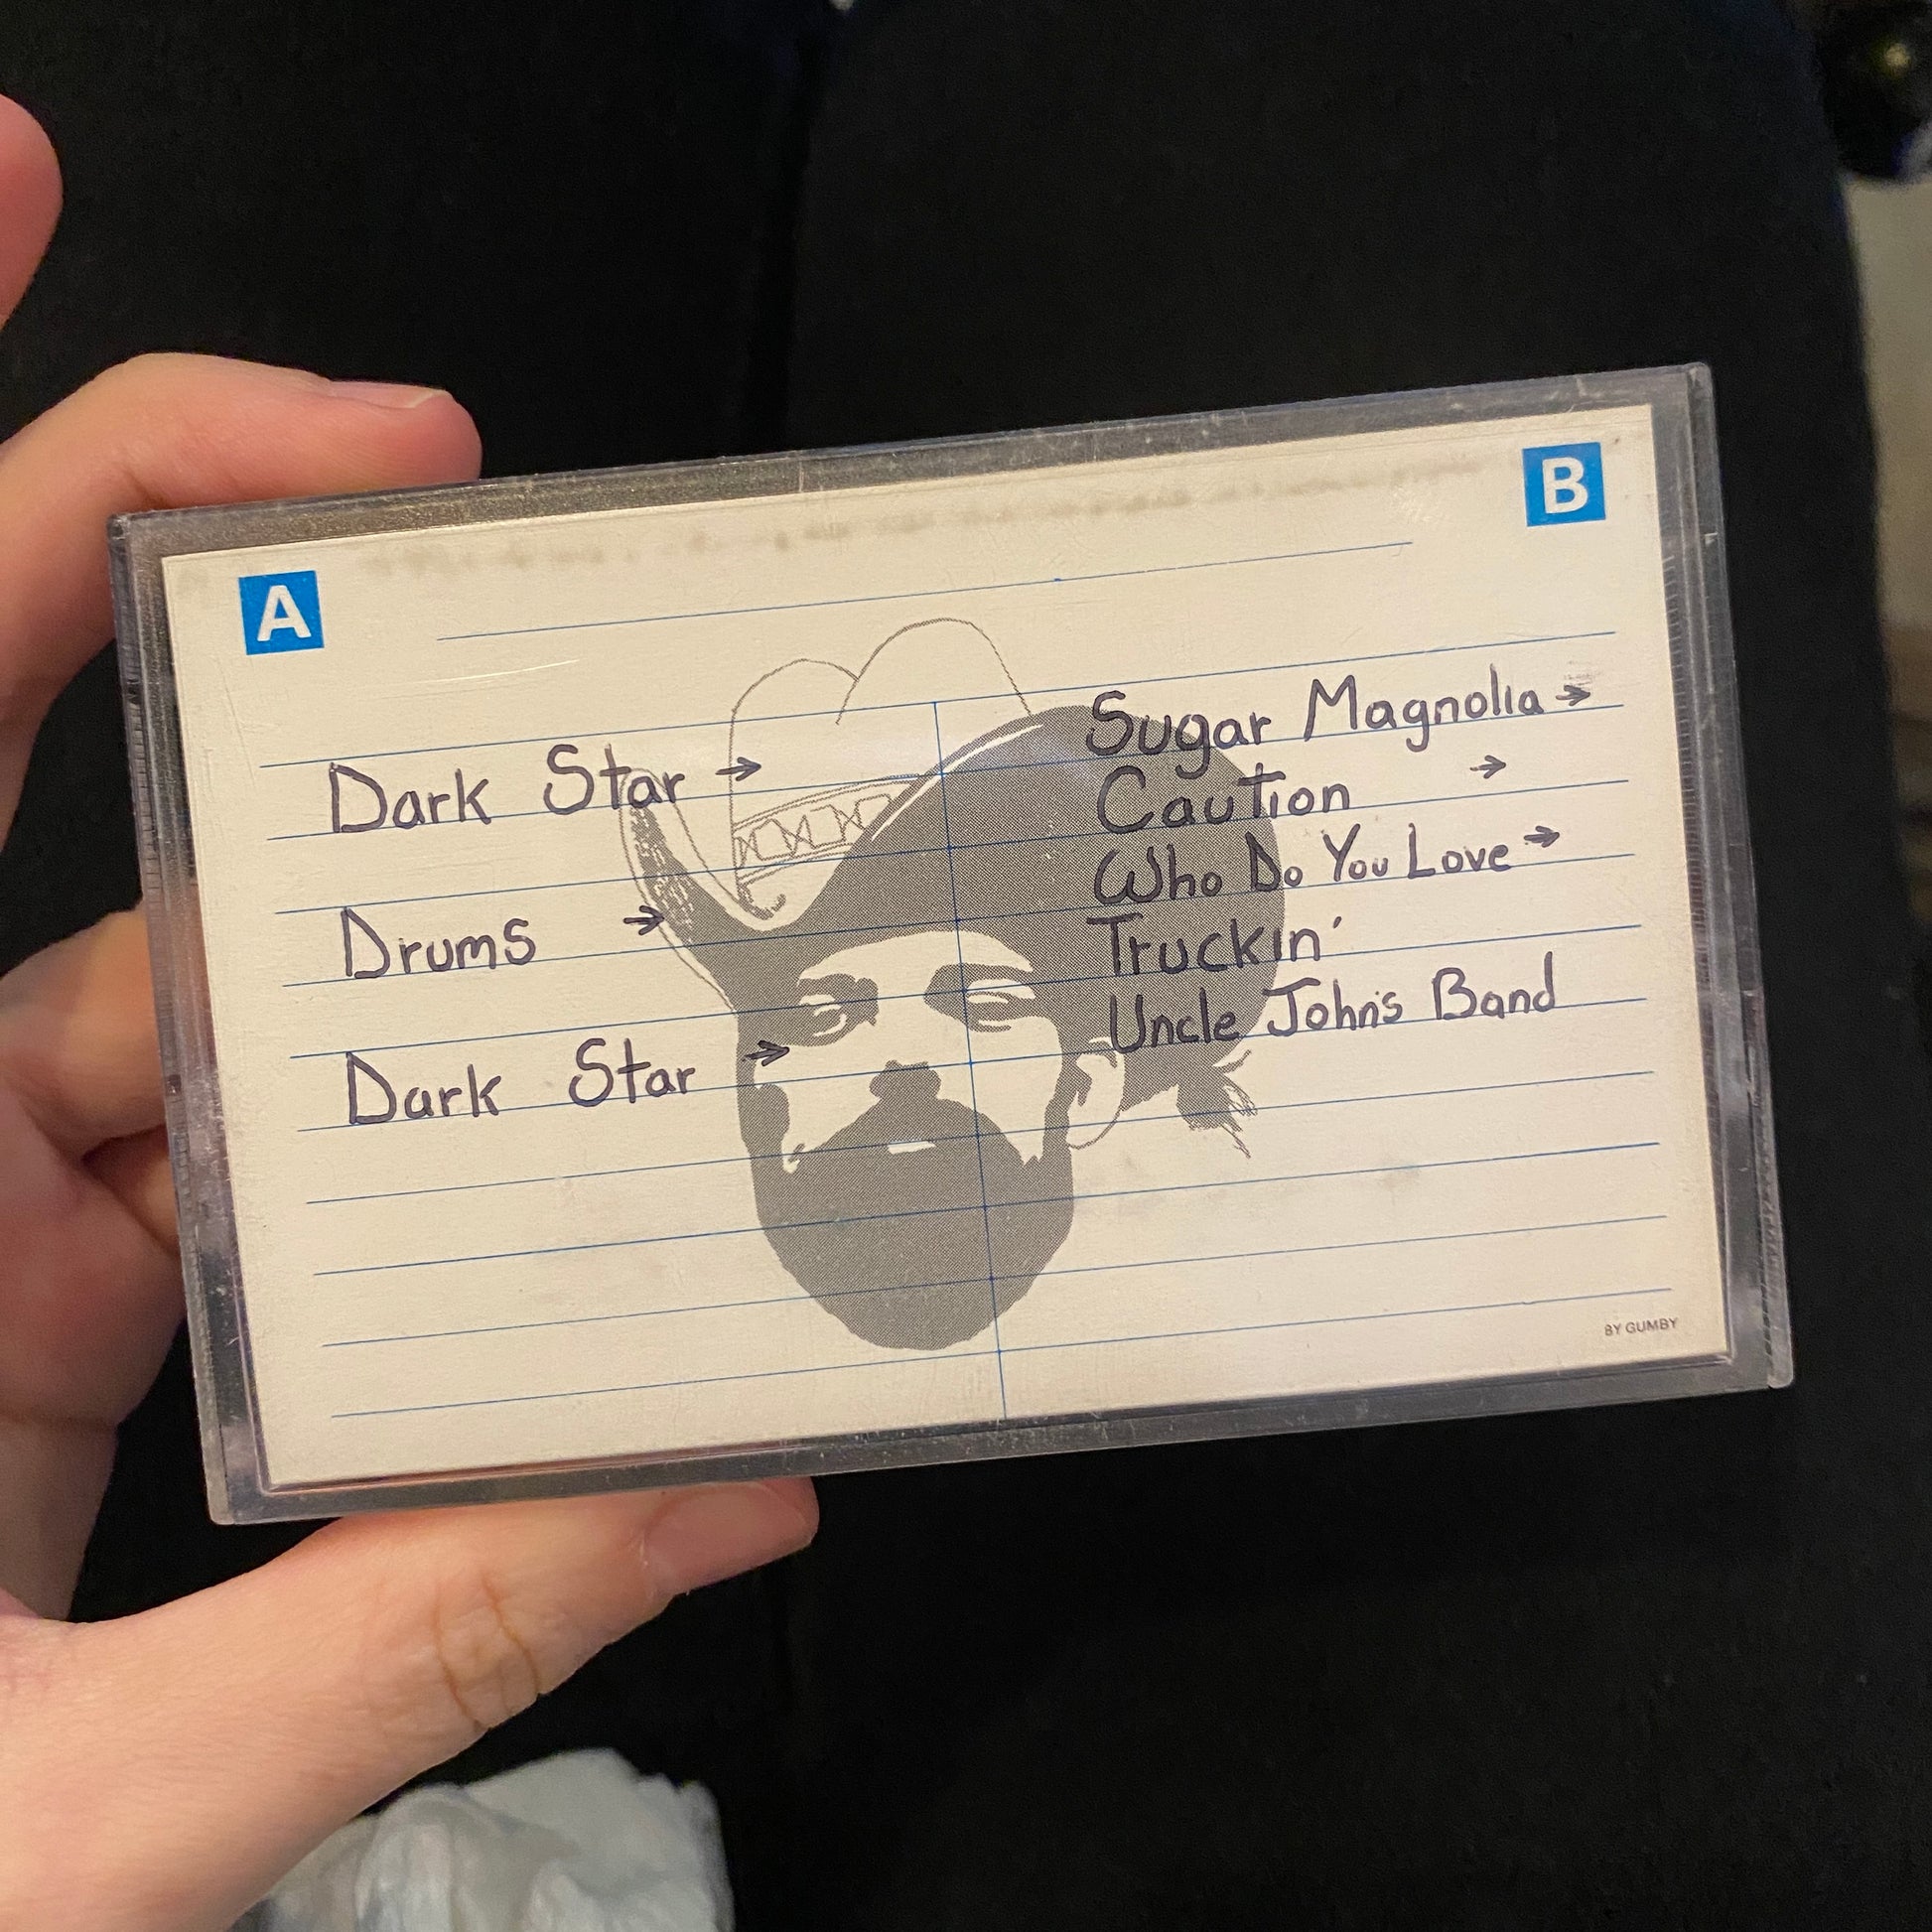 A
B
Dark Star →
Drums →
Dark Star →
Sugar Magnolia →
Caution →
Who Do You Love →
Truckin'
Uncle John's Band
BY GUMBY